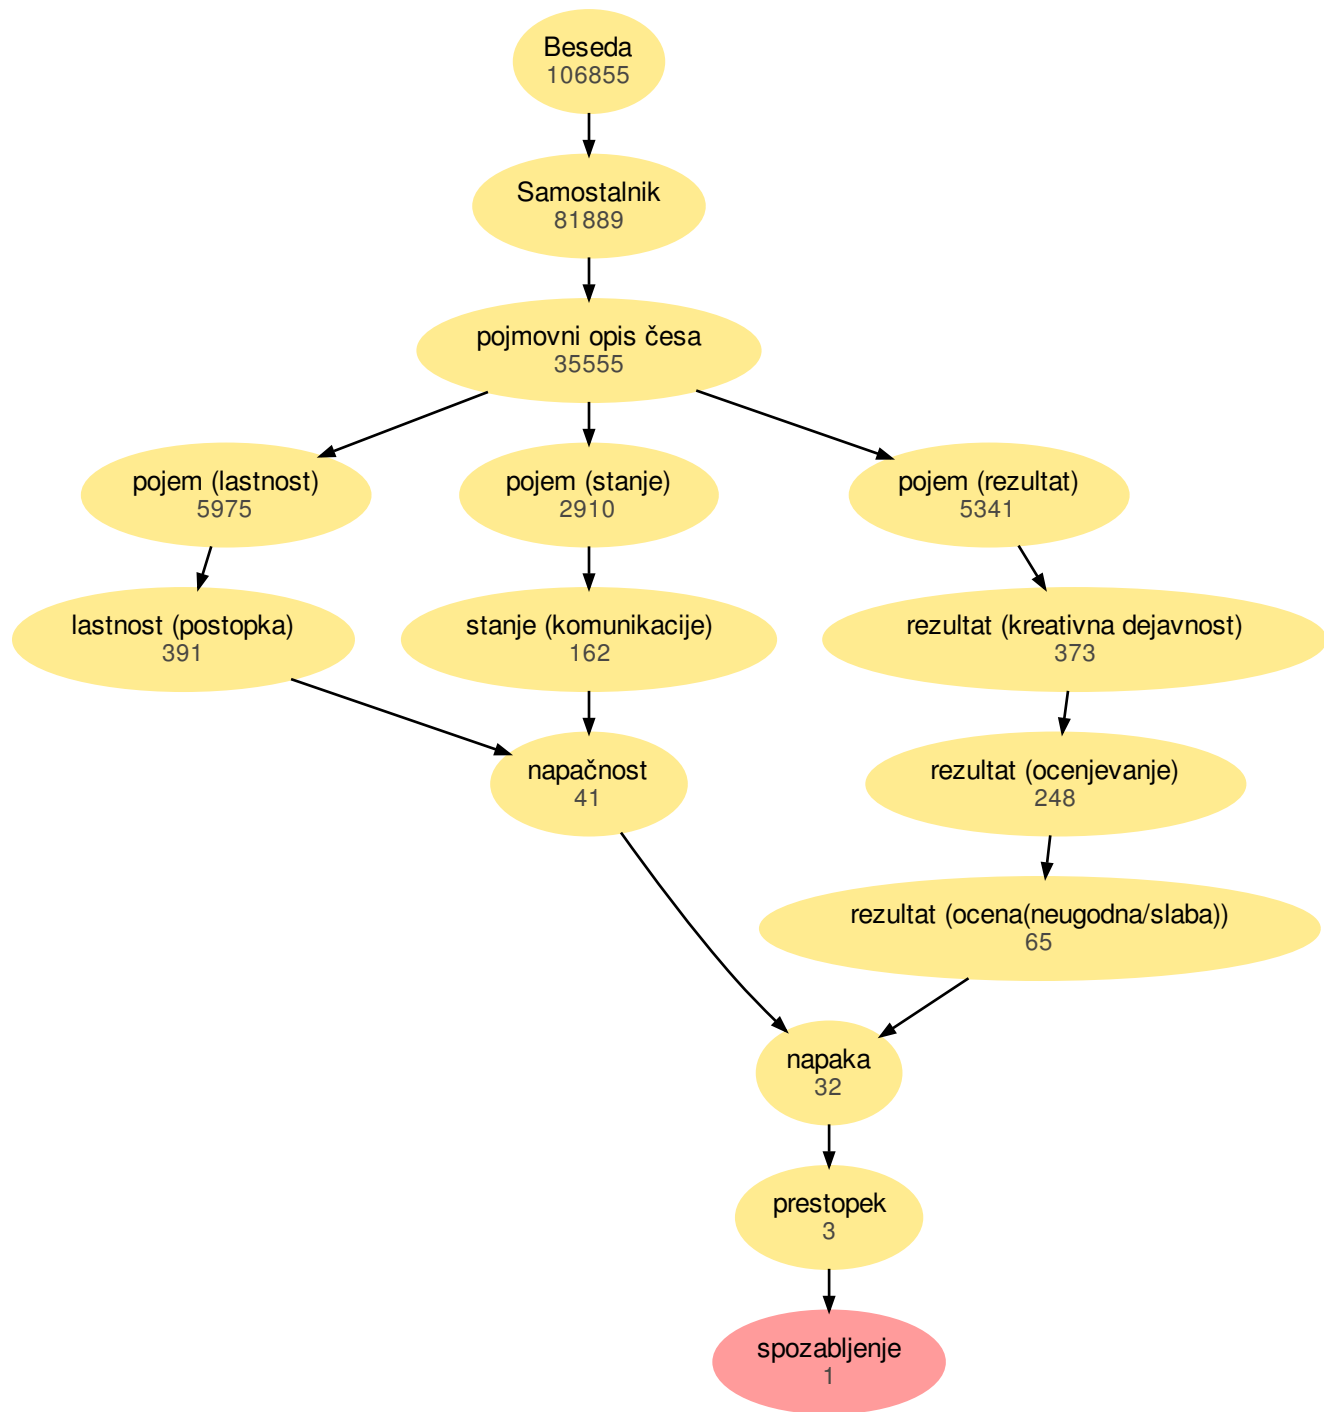 Beseda
106855
Samostalnik
81889
pojmovni opis česa
35555
pojem (lastnost)
5975
pojem (stanje)
2910
pojem (rezultat)
5341
lastnost (postopka)
391
stanje (komunikacije)
162
rezultat (kreativna dejavnost)
373
napačnost
41
rezultat (ocenjevanje)
248
rezultat (ocena(neugodna/slaba))
65
napaka
32
prestopek
3
spozabljenje
1